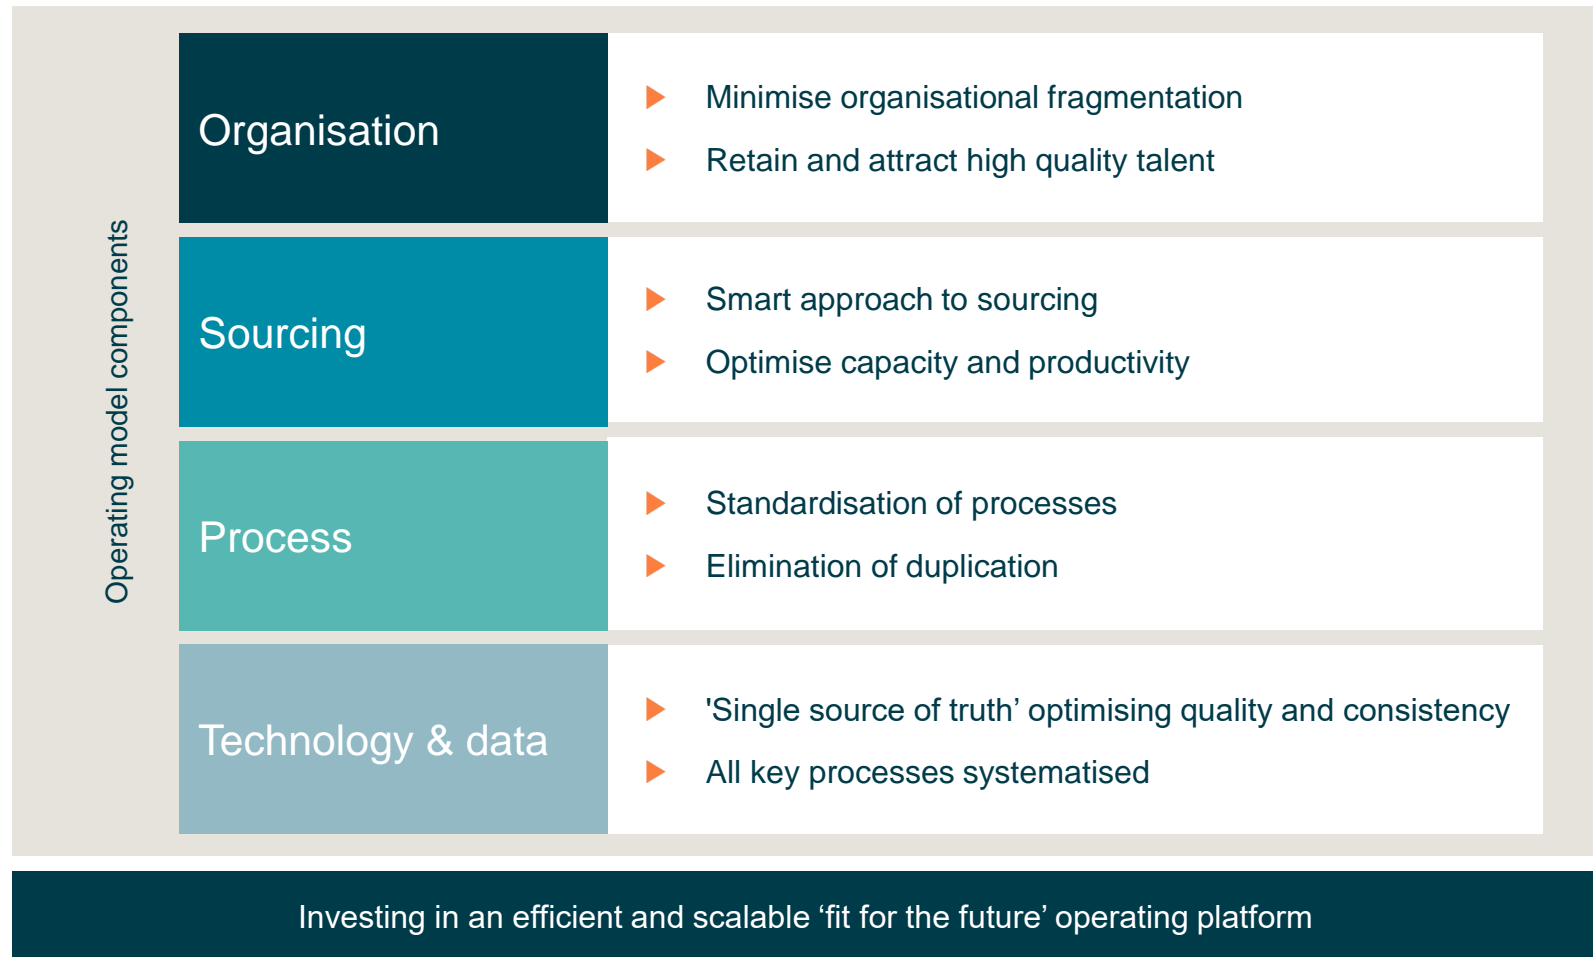 Operating model components
Organisation
Minimise organisational fragmentation
Retain and attract high quality talent
Sourcing
Smart approach to sourcing
Optimise capacity and productivity
Process
Standardisation of processes
Elimination of duplication
Technology & data
'Single source of truth’ optimising quality and consistency
All key processes systematised
Investing in an efficient and scalable ‘fit for the future’ operating platform